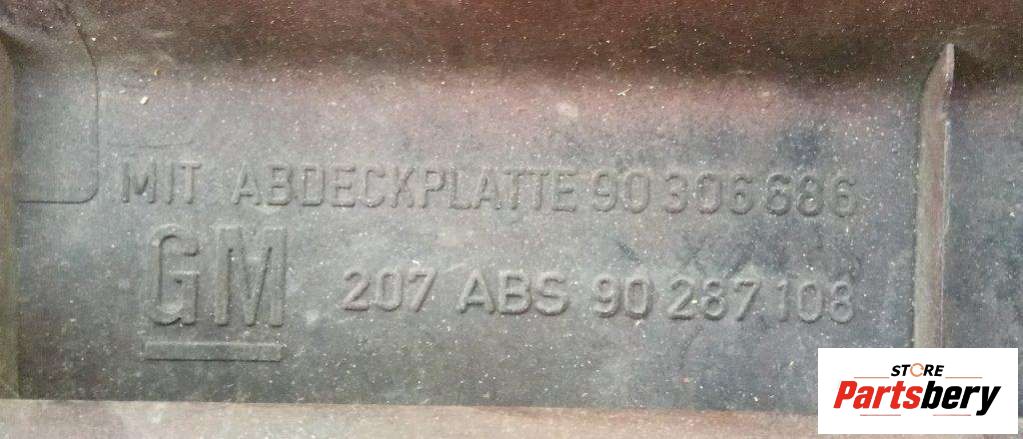 MIT ABDECKPLATTE 90 306 686
GM
207 ABS 90 287 108
STORE
Partsbery